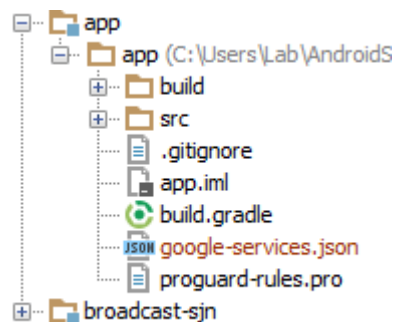 app
app (C:\Users\Lab\AndroidS
build
src
.gitignore
app.iml
build.gradle
JSON google-services.json
proguard-rules.pro
broadcast-sjn